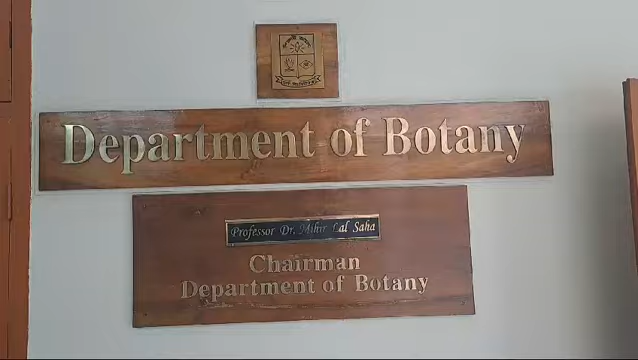 Department of Botany
Professor Dr. Mihir Lal Saha
Chairman
Department of Botany